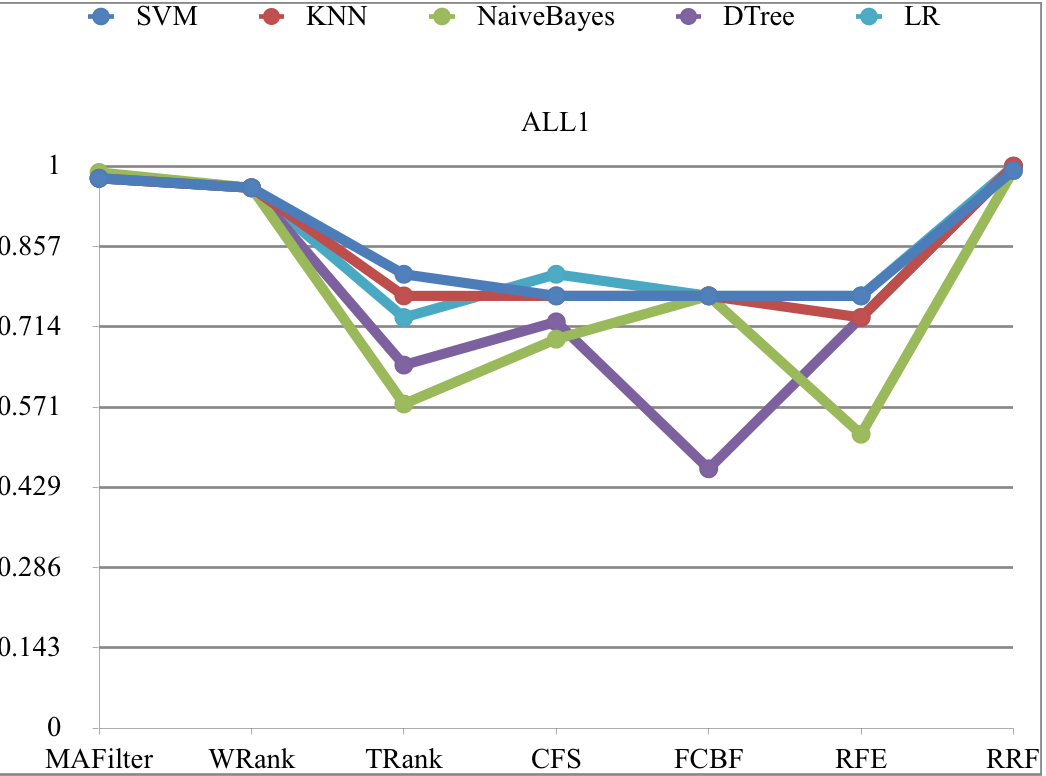 SVM KNN NaiveBayes DTree LR
ALL1
1
0.857
0.714
0.571
0.429
0.286
0.143
0
MAFilter WRank TRank CFS FCBF RFE RRF